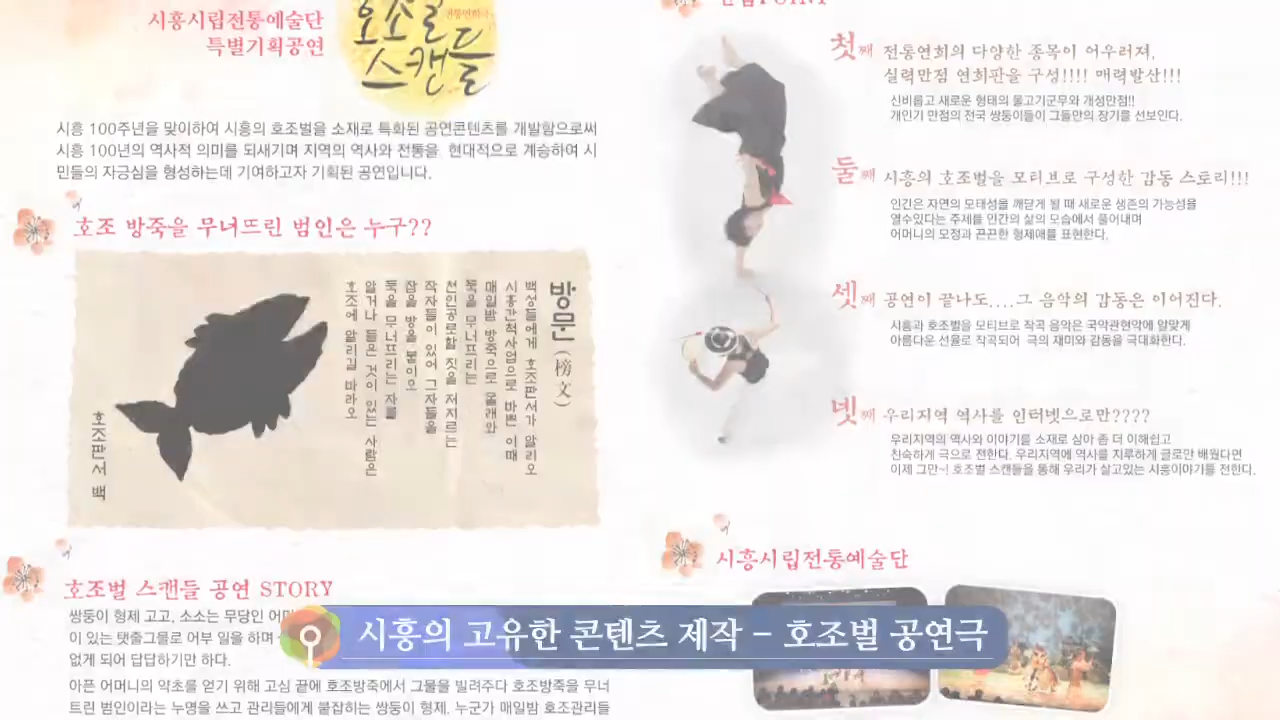 시흥시립전통예술단
특별기획공연
전통연희극
호조벌
스캔들
시흥 100주년을 맞이하여 시흥의 호조벌을 소재로 특화된 공연콘텐츠를 개발함으로써
시흥 100년의 역사적 의미를 되새기며 지역의 역사와 전통을 현대적으로 계승하여 시
민들의 자긍심을 형성하는데 기여하고자 기획된 공연입니다.
호조 방죽을 무너뜨린 범인은 누구??
방문(榜文)
백성들에게 호조판서가 알리오
시흥간척사업으로 바쁜 이때
매일밤 방죽으로 몰래와
둑을 무너뜨리는
천인공로할 짓을 저지르는
작자들이 있어 그자들을
잡을 방을 붙이오
둑을 무너뜨리는 자를
알거나 들은 것이 있는 사람은
호조에 알리길 바라오
호조판서 백
호조벌 스캔들 공연 STORY
쌍둥이 형제 고고, 소소는 무당인 어머
이 있는 탯줄그믈로 어부 일을 하며
없게 되어 답답하기만 하다.
아픈 어머니의 약초를 얻기 위해 고심 끝에 호조방죽에서 그물을 빌려주다 호조방죽을 무너
트린 범인이라는 누명을 쓰고 관리들에게 붙잡히는 쌍둥이 형제. 누군가 매일밤 호조관리들
POINT
첫째 전통연희의 다양한 종목이 어우러져,
실력만점 연희판을 구성!!!! 매력발산!!!
신비롭고 새로운 형태의 물고기군무와 개성만점!!
개인기 만점의 전국 쌍둥이들이 그들만의 장기를 선보인다.
둘째 시흥의 호조벌을 모티브로 구성한 감동 스토리!!!
인간은 자연의 모태성을 깨닫게 될 때 새로운 생존의 가능성을
열수있다는 주제를 인간의 삶의 모습에서 풀어내며
어머니의 모정과 끈끈한 형제애를 표현한다.
셋째 공연이 끝나도....그 음악의 감동은 이어진다.
시흥과 호조벌을 모티브로 작곡 음악은 국악관현악에 알맞게
아름다운 선율로 작곡되어 극의 재미와 감동을 극대화한다.
넷째 우리지역 역사를 인터넷으로만????
우리지역의 역사와 이야기를 소재로 삼아 좀 더 이해쉽고
친숙하게 극으로 전한다. 우리지역에 역사를 지루하게 글로만 배웠다면
이제 그만~! 호조벌 스캔들을 통해 우리가 살고있는 시흥이야기를 전한다.
시흥시립전통예술단
시흥의 고유한 콘텐츠 제작 - 호조벌 공연극